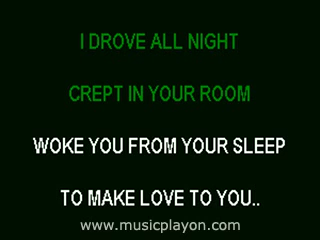 I DROVE ALL NIGHT
CREPT IN YOUR ROOM
WOKE YOU FROM YOUR SLEEP
TO MAKE LOVE TO YOU..
www.musicplayon.com